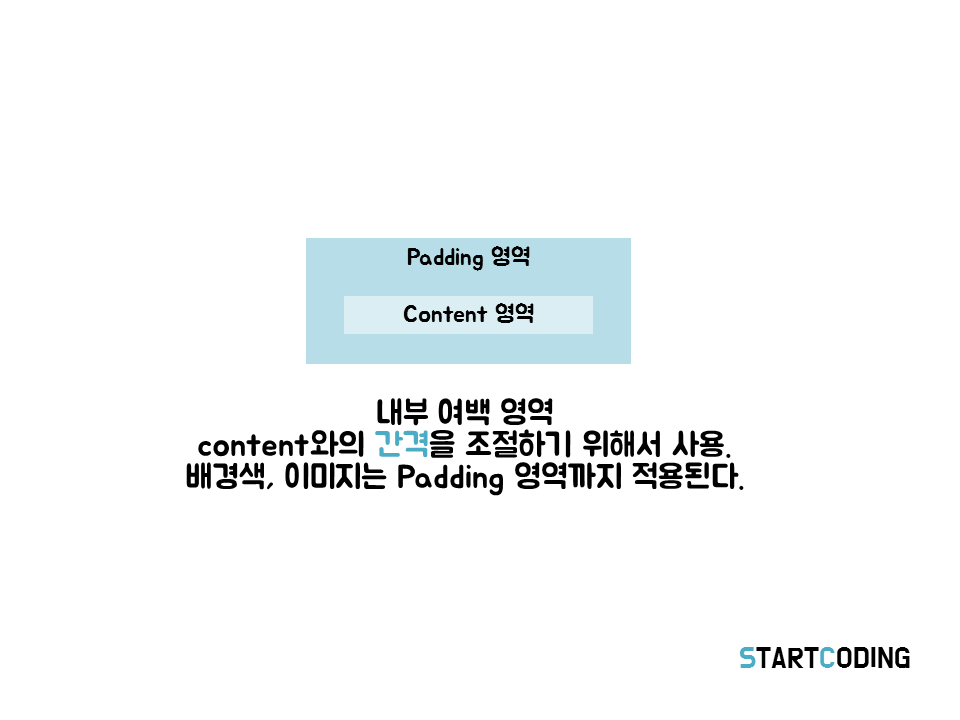 Padding 영역
Content 영역
내부 여백 영역
content와의 간격을 조절하기 위해서 사용.
배경색, 이미지는 Padding 영역까지 적용된다.
STARTCODING